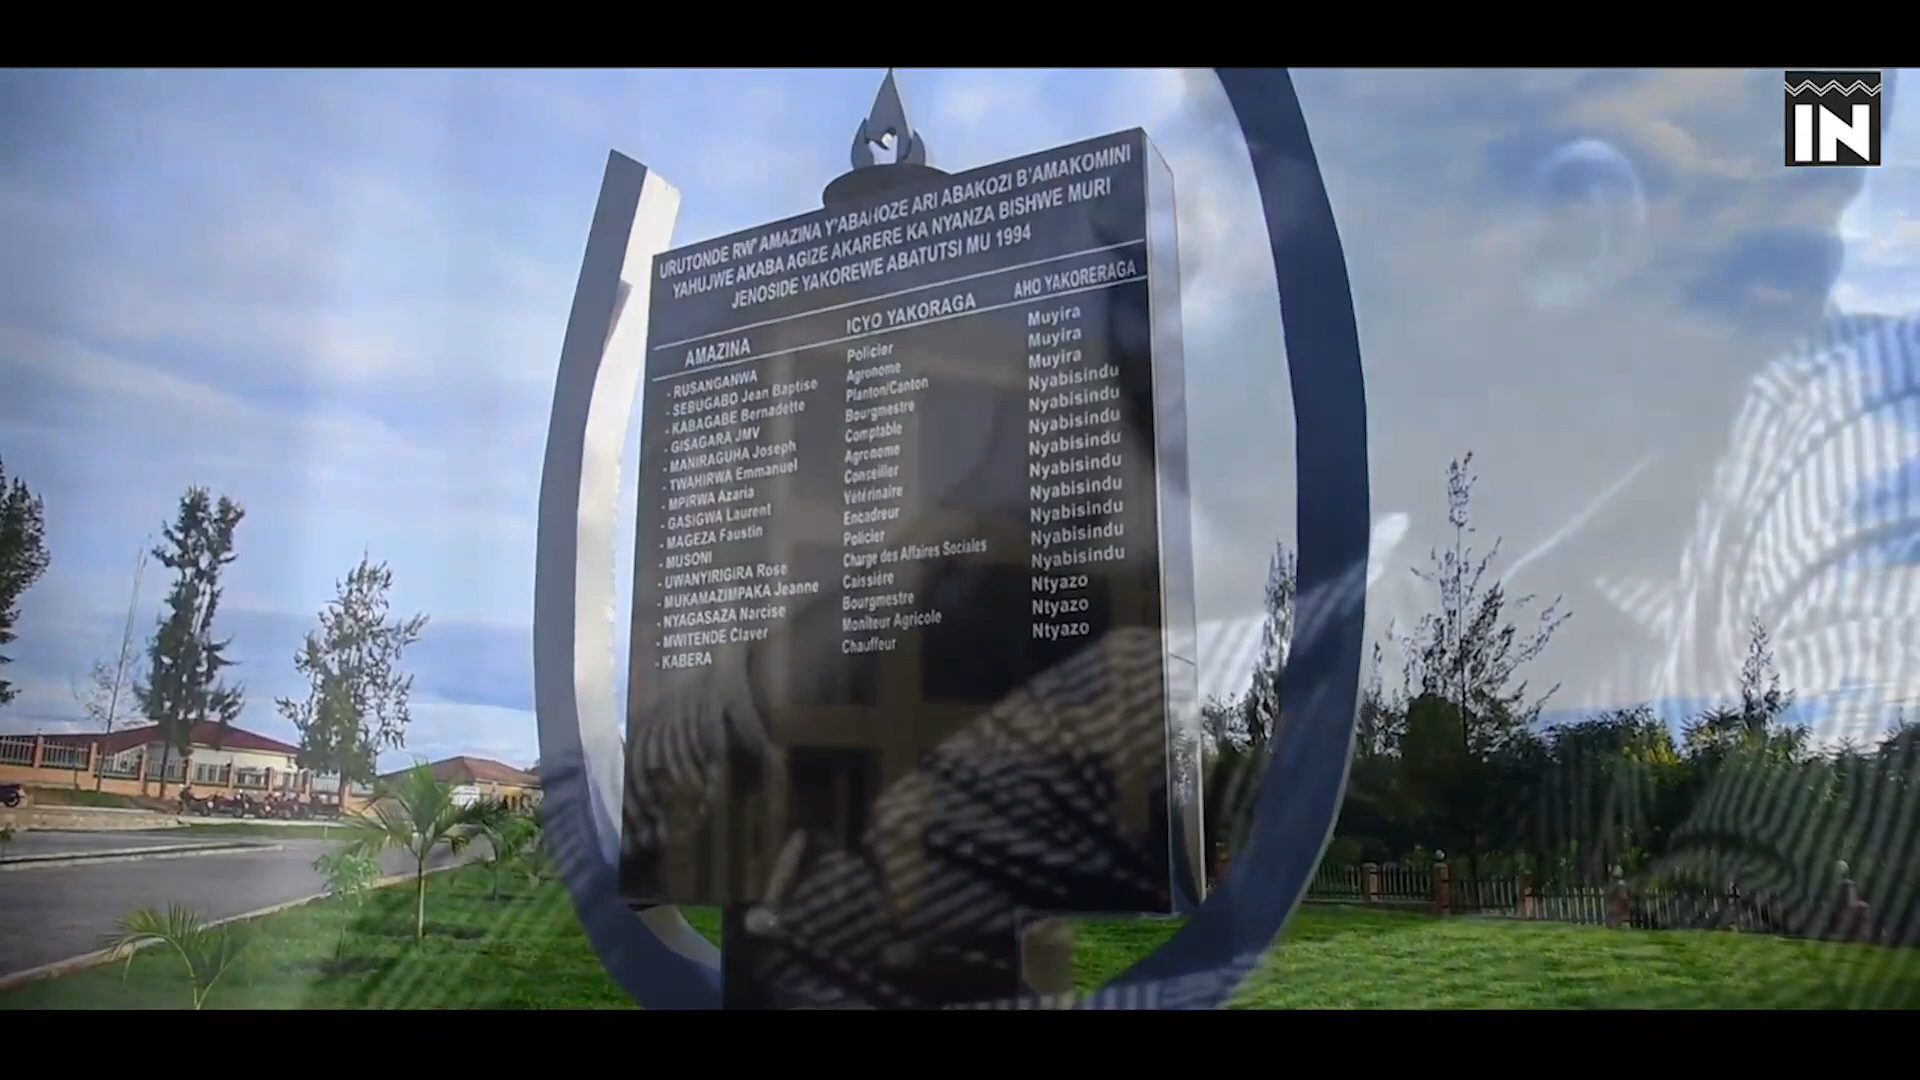 IN
URUTONDE RW' AMAZINA Y'ABAHOZE ARI ABAKOZI B'AMAKOMINI
YAHUJWE AKABA AGIZE AKARERE KA NYANZA BISHWE MURI
JENOSIDE YAKOREWE ABATUTSI MU 1994
AMAZINA ICYO YAKORAGA AHO YAKORERAGA
- RUSANGANWA Policier Muyira
- SEBUGABO Jean Baptise Agronome Muyira
- KABAGABE Bernadette Planton/Canton Muyira
- GISAGARA JMV Bourgmestre Nyabisindu
- MANIRAGUHA Joseph Comptable Nyabisindu
- TWAHIRWA Emmanuel Agronome Nyabisindu
- MPIRWA Azaria Conseiller Nyabisindu
- GASIGWA Laurent Vétérinaire Nyabisindu
- MAGEZA Faustin Encadreur Nyabisindu
- MUSONI Policier Nyabisindu
- UWANYIRIGIRA Rose Charge des Affaires Sociales Nyabisindu
- MUKAMAZIMPAKA Jeanne Caissiére Nyabisindu
- NYAGASAZA Narcise Bourgmestre Ntyazo
- MWITENDE Claver Moniteur Agricole Ntyazo
- KABERA Chauffeur Ntyazo